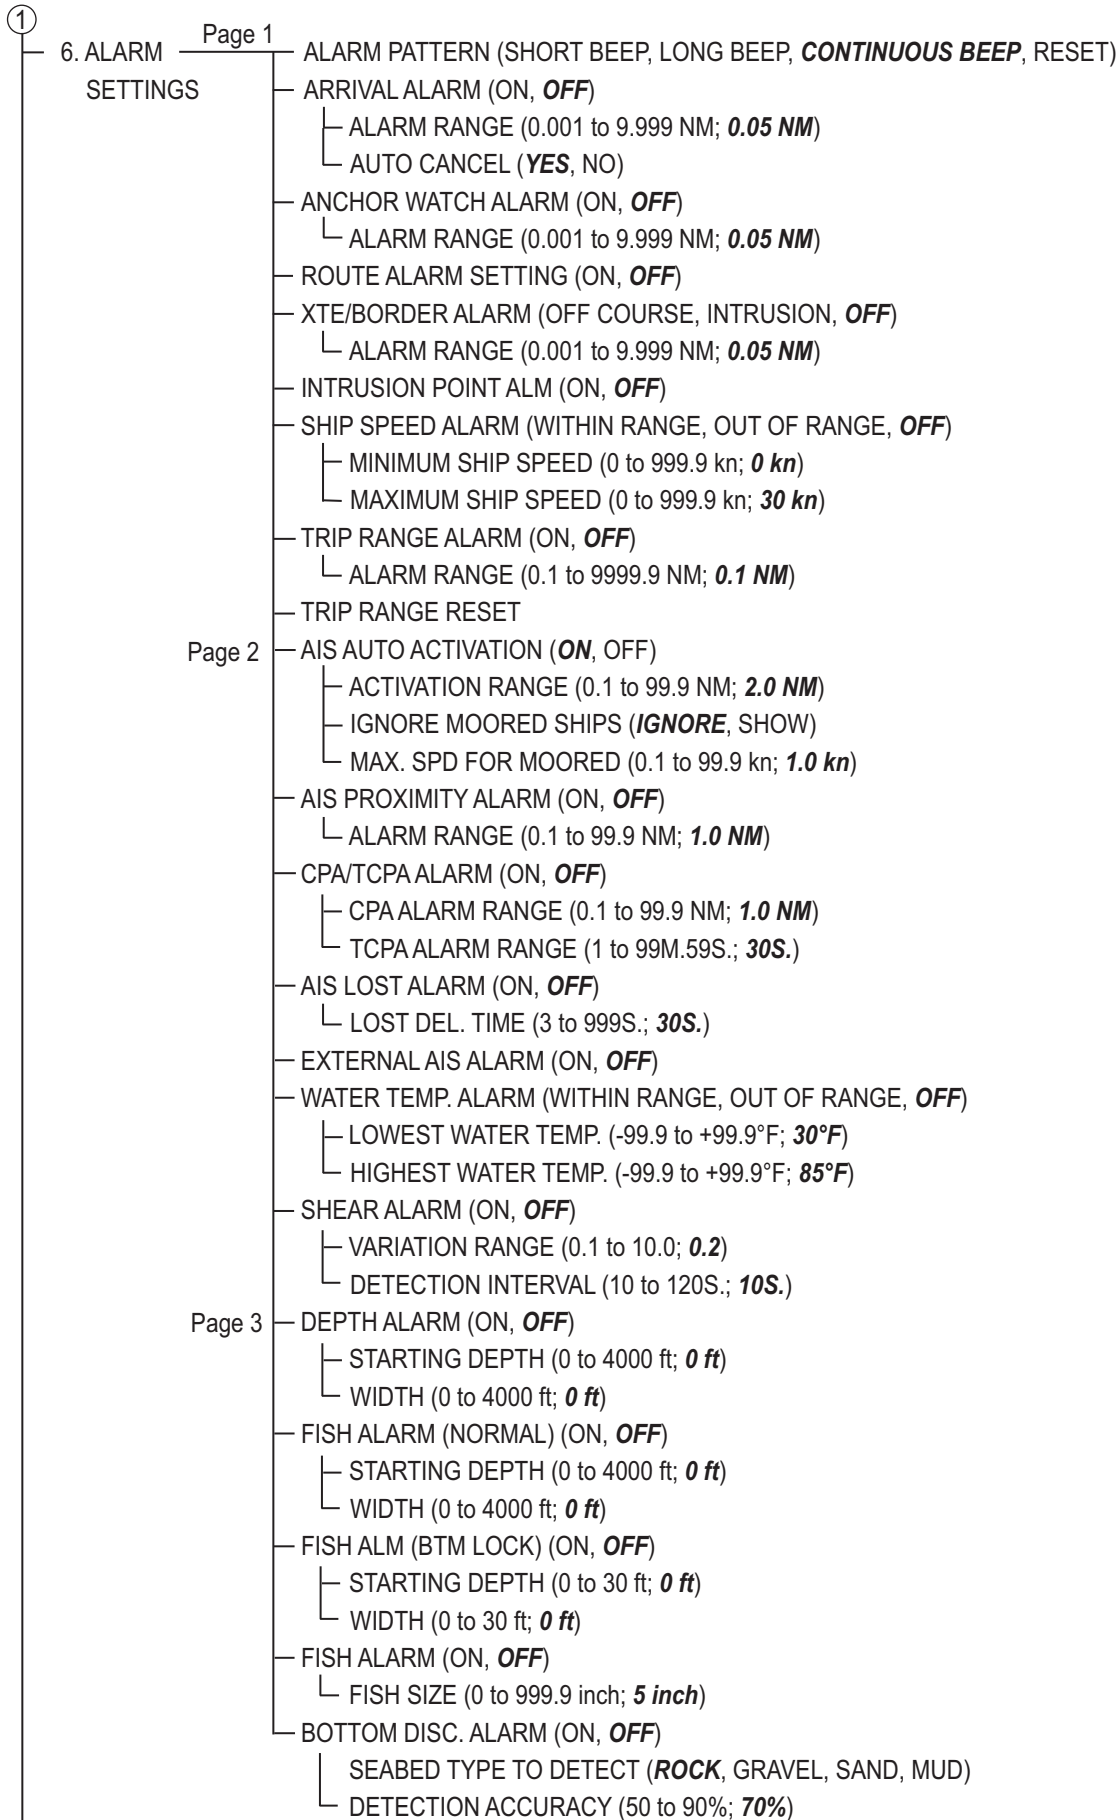 1
Page 1
6. ALARM SETTINGS
ALARM PATTERN (SHORT BEEP, LONG BEEP, CONTINUOUS BEEP, RESET)
ARRIVAL ALARM (ON, OFF)
ALARM RANGE (0.001 to 9.999 NM; 0.05 NM)
AUTO CANCEL (YES, NO)
ANCHOR WATCH ALARM (ON, OFF)
ALARM RANGE (0.001 to 9.999 NM; 0.05 NM)
ROUTE ALARM SETTING (ON, OFF)
XTE/BORDER ALARM (OFF COURSE, INTRUSION, OFF)
ALARM RANGE (0.001 to 9.999 NM; 0.05 NM)
INTRUSION POINT ALM (ON, OFF)
SHIP SPEED ALARM (WITHIN RANGE, OUT OF RANGE, OFF)
MINIMUM SHIP SPEED (0 to 999.9 kn; 0 kn)
MAXIMUM SHIP SPEED (0 to 999.9 kn; 30 kn)
TRIP RANGE ALARM (ON, OFF)
ALARM RANGE (0.1 to 9999.9 NM; 0.1 NM)
TRIP RANGE RESET
Page 2
AIS AUTO ACTIVATION (ON, OFF)
ACTIVATION RANGE (0.1 to 99.9 NM; 2.0 NM)
IGNORE MOORED SHIPS (IGNORE, SHOW)
MAX. SPD FOR MOORED (0.1 to 99.9 kn; 1.0 kn)
AIS PROXIMITY ALARM (ON, OFF)
ALARM RANGE (0.1 to 99.9 NM; 1.0 NM)
CPA/TCPA ALARM (ON, OFF)
CPA ALARM RANGE (0.1 to 99.9 NM; 1.0 NM)
TCPA ALARM RANGE (1 to 99M.59S.; 30S.)
AIS LOST ALARM (ON, OFF)
LOST DEL. TIME (3 to 999S.; 30S.)
EXTERNAL AIS ALARM (ON, OFF)
WATER TEMP. ALARM (WITHIN RANGE, OUT OF RANGE, OFF)
LOWEST WATER TEMP. (-99.9 to +99.9°F; 30°F)
HIGHEST WATER TEMP. (-99.9 to +99.9°F; 85°F)
SHEAR ALARM (ON, OFF)
VARIATION RANGE (0.1 to 10.0; 0.2)
DETECTION INTERVAL (10 to 120S.; 10S.)
Page 3
DEPTH ALARM (ON, OFF)
STARTING DEPTH (0 to 4000 ft; 0 ft)
WIDTH (0 to 4000 ft; 0 ft)
FISH ALARM (NORMAL) (ON, OFF)
STARTING DEPTH (0 to 4000 ft; 0 ft)
WIDTH (0 to 4000 ft; 0 ft)
FISH ALM (BTM LOCK) (ON, OFF)
STARTING DEPTH (0 to 30 ft; 0 ft)
WIDTH (0 to 30 ft; 0 ft)
FISH ALARM (ON, OFF)
FISH SIZE (0 to 999.9 inch; 5 inch)
BOTTOM DISC. ALARM (ON, OFF)
SEABED TYPE TO DETECT (ROCK, GRAVEL, SAND, MUD)
DETECTION ACCURACY (50 to 90%; 70%)